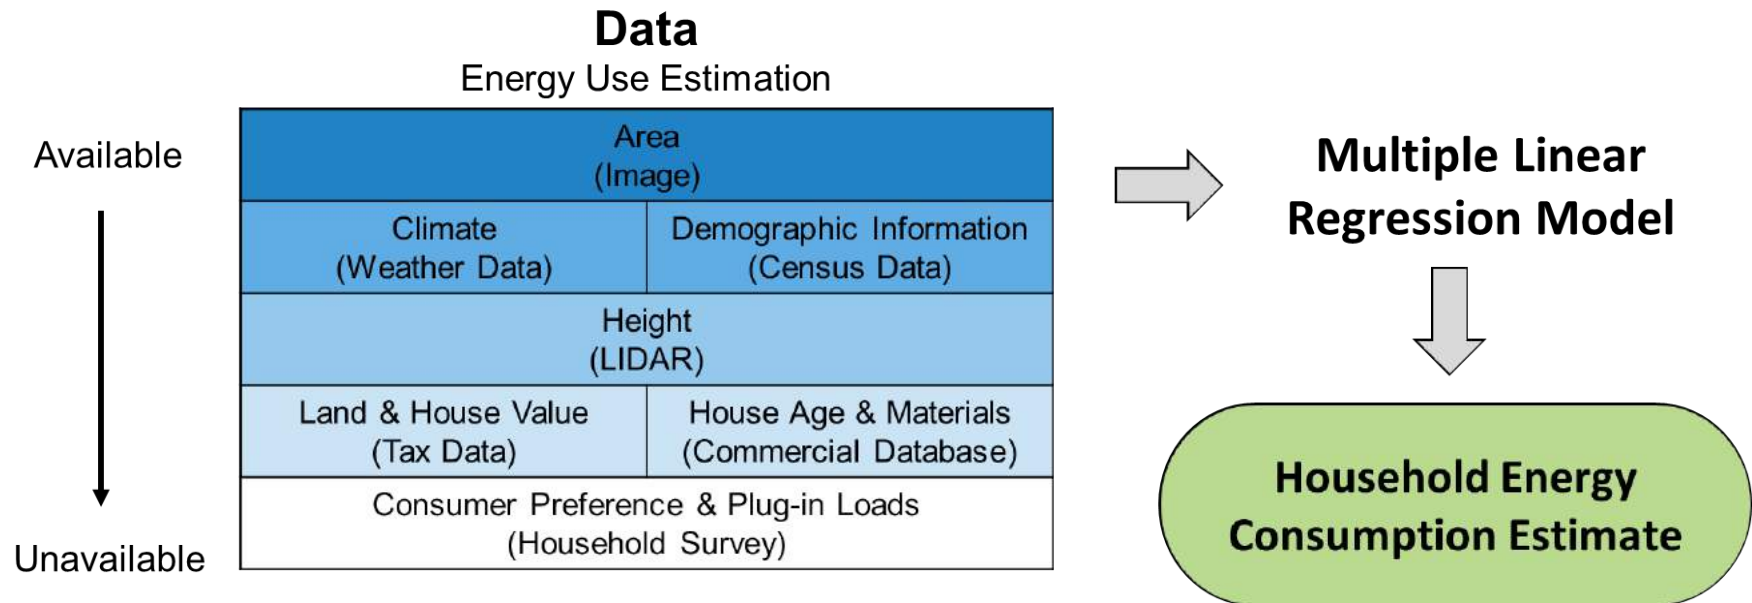 Data
Energy Use Estimation
Available
Unavailable
Area
(Image)
Climate
(Weather Data)
Demographic Information
(Census Data)
Height
(LIDAR)
Land & House Value
(Tax Data)
House Age & Materials
(Commercial Database)
Consumer Preference & Plug-in Loads
(Household Survey)
Multiple Linear
Regression Model
Household Energy
Consumption Estimate